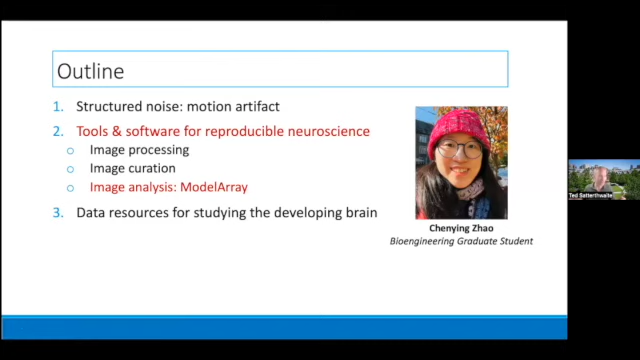 Outline
1. Structured noise: motion artifact
2. Tools & software for reproducible neuroscience
o Image processing
o Image curation
o Image analysis: ModelArray
3. Data resources for studying the developing brain
Chenying Zhao
Bioengineering Graduate Student
Ted Satterthwaite